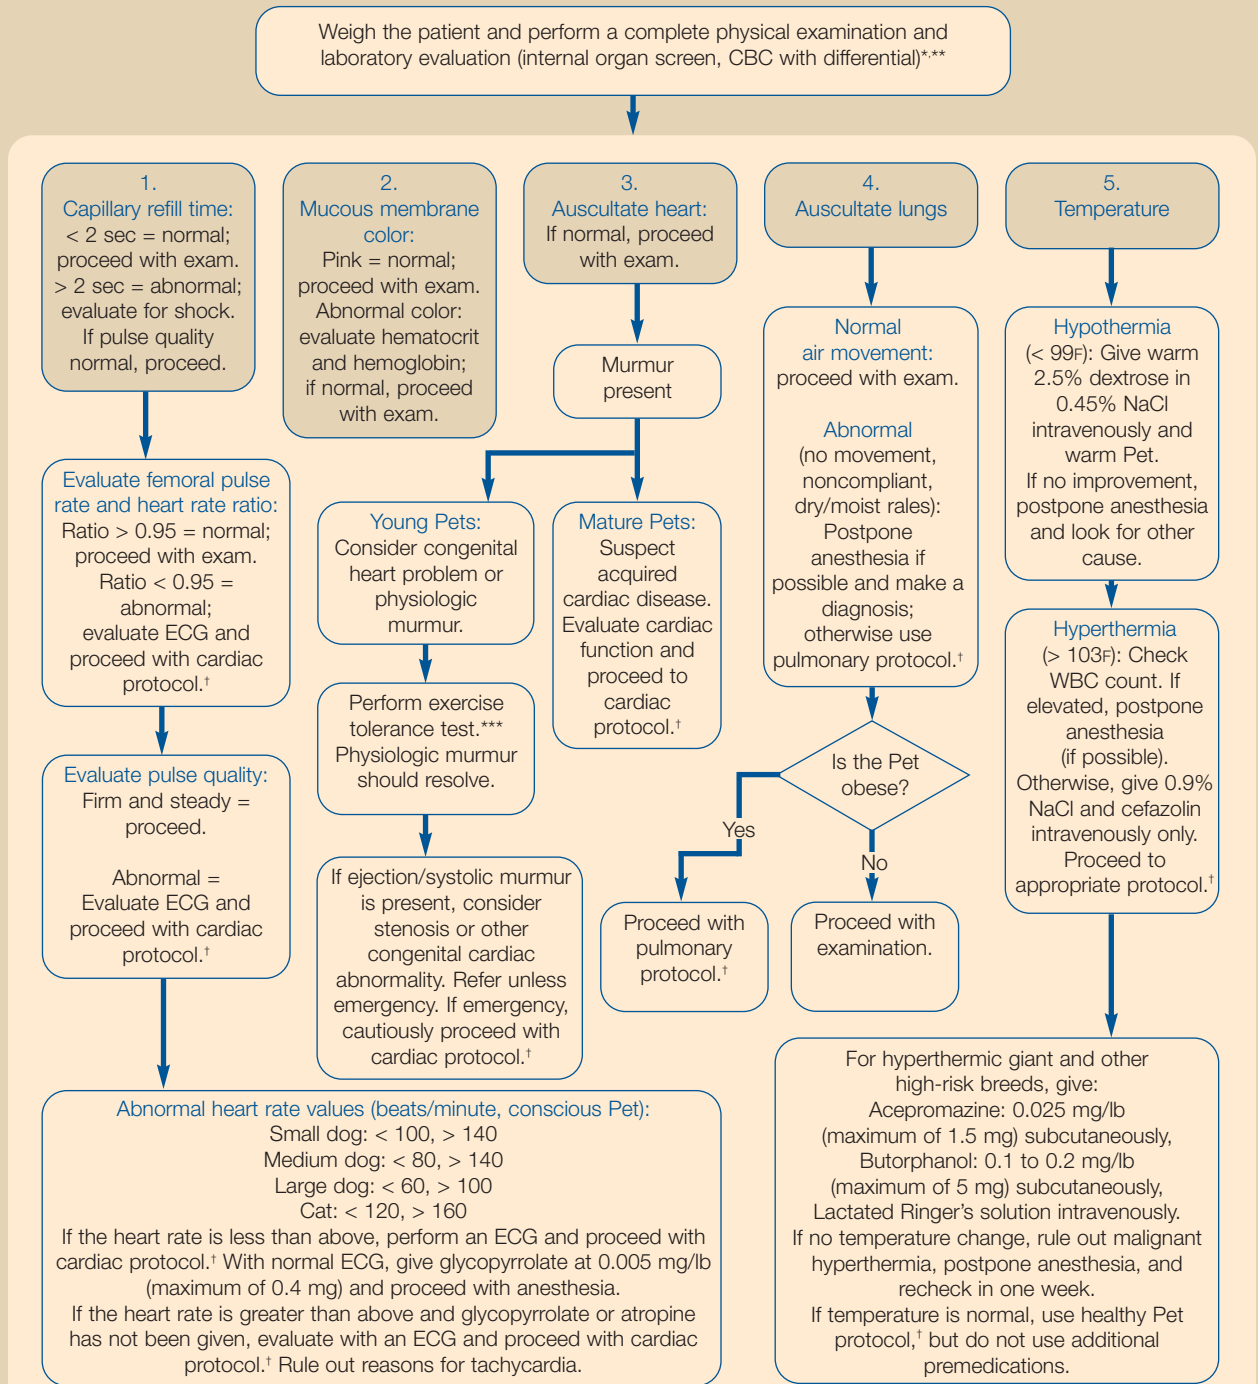 Weigh the patient and perform a complete physical examination and
laboratory evaluation (internal organ screen, CBC with differential)*,**
1.
Capillary refill time:
< 2 sec = normal;
proceed with exam.
> 2 sec = abnormal;
evaluate for shock.
If pulse quality
normal, proceed.
Evaluate femoral pulse
rate and heart rate ratio:
Ratio > 0.95 = normal;
proceed with exam.
Ratio < 0.95 =
abnormal;
evaluate ECG and
proceed with cardiac
protocol.†
Evaluate pulse quality:
Firm and steady =
proceed.
Abnormal =
Evaluate ECG and
proceed with cardiac
protocol.†
Abnormal heart rate values (beats/minute, conscious Pet):
Small dog: < 100, > 140
Medium dog: < 80, > 140
Large dog: < 60, > 100
Cat: < 120, > 160
If the heart rate is less than above, perform an ECG and proceed with
cardiac protocol.† With normal ECG, give glycopyrrolate at 0.005 mg/lb
(maximum of 0.4 mg) and proceed with anesthesia.
If the heart rate is greater than above and glycopyrrolate or atropine
has not been given, evaluate with an ECG and proceed with cardiac
protocol.† Rule out reasons for tachycardia.
2.
Mucous membrane
color:
Pink = normal;
proceed with exam.
Abnormal color:
evaluate hematocrit
and hemoglobin;
if normal, proceed
with exam.
3.
Auscultate heart:
If normal, proceed
with exam.
Murmur
present
Young Pets:
Consider congenital
heart problem or
physiologic
murmur.
Perform exercise
tolerance test.***
Physiologic murmur
should resolve.
If ejection/systolic murmur
is present, consider
stenosis or other
congenital cardiac
abnormality. Refer unless
emergency. If emergency,
cautiously proceed with
cardiac protocol.†
Mature Pets:
Suspect
acquired
cardiac disease.
Evaluate cardiac
function and
proceed to
cardiac
protocol.†
4.
Auscultate lungs
Normal
air movement:
proceed with exam.
Abnormal
(no movement,
noncompliant,
dry/moist rales):
Postpone
anesthesia if
possible and make a
diagnosis;
otherwise use
pulmonary protocol.†
Is the Pet
obese?
Yes
No
Proceed with
pulmonary
protocol.†
Proceed with
examination.
5.
Temperature
Hypothermia
(< 99F): Give warm
2.5% dextrose in
0.45% NaCl
intravenously and
warm Pet.
If no improvement,
postpone anesthesia
and look for other
cause.
Hyperthermia
(> 103F): Check
WBC count. If
elevated, postpone
anesthesia
(if possible).
Otherwise, give 0.9%
NaCl and cefazolin
intravenously only.
Proceed to
appropriate protocol.†
For hyperthermic giant and other
high-risk breeds, give:
Acepromazine: 0.025 mg/lb
(maximum of 1.5 mg) subcutaneously,
Butorphanol: 0.1 to 0.2 mg/lb
(maximum of 5 mg) subcutaneously,
Lactated Ringer's solution intravenously.
If no temperature change, rule out malignant
hyperthermia, postpone anesthesia, and
recheck in one week.
If temperature is normal, use healthy Pet
protocol,† but do not use additional
premedications.